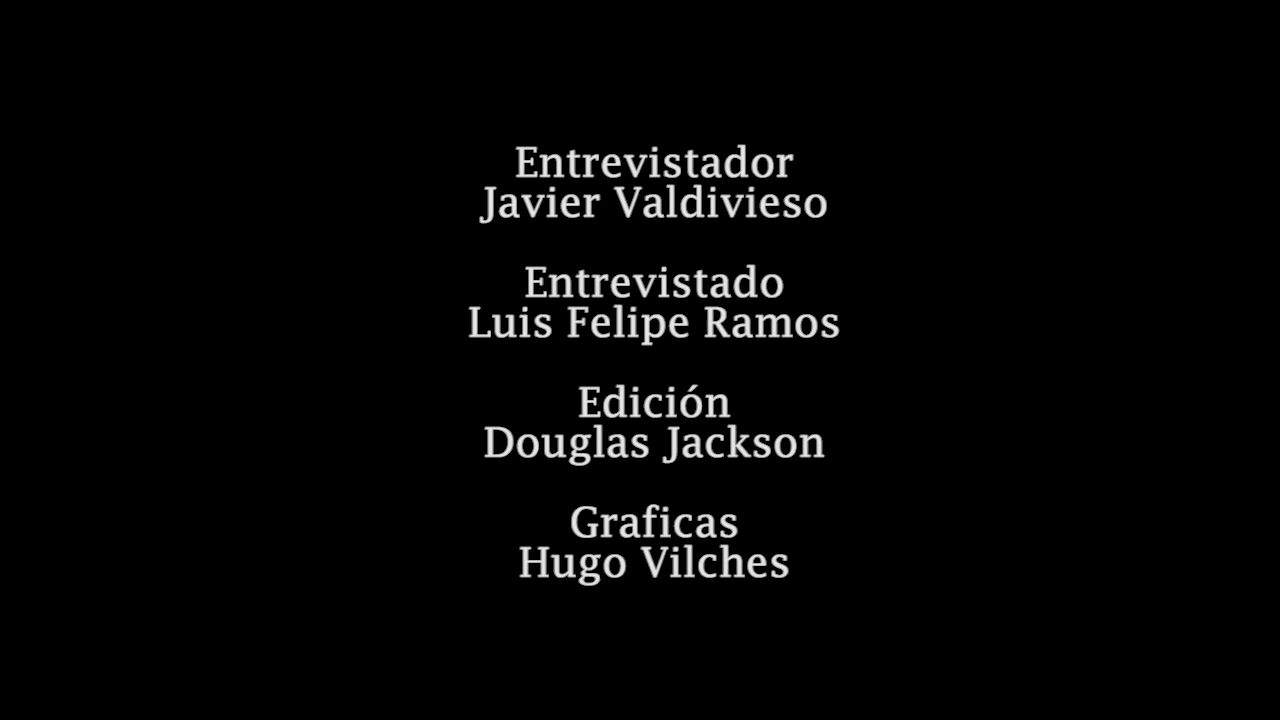 Entrevistador
Javier Valdivieso
Entrevistado
Luis Felipe Ramos
Edición
Douglas Jackson
Graficas
Hugo Vilches